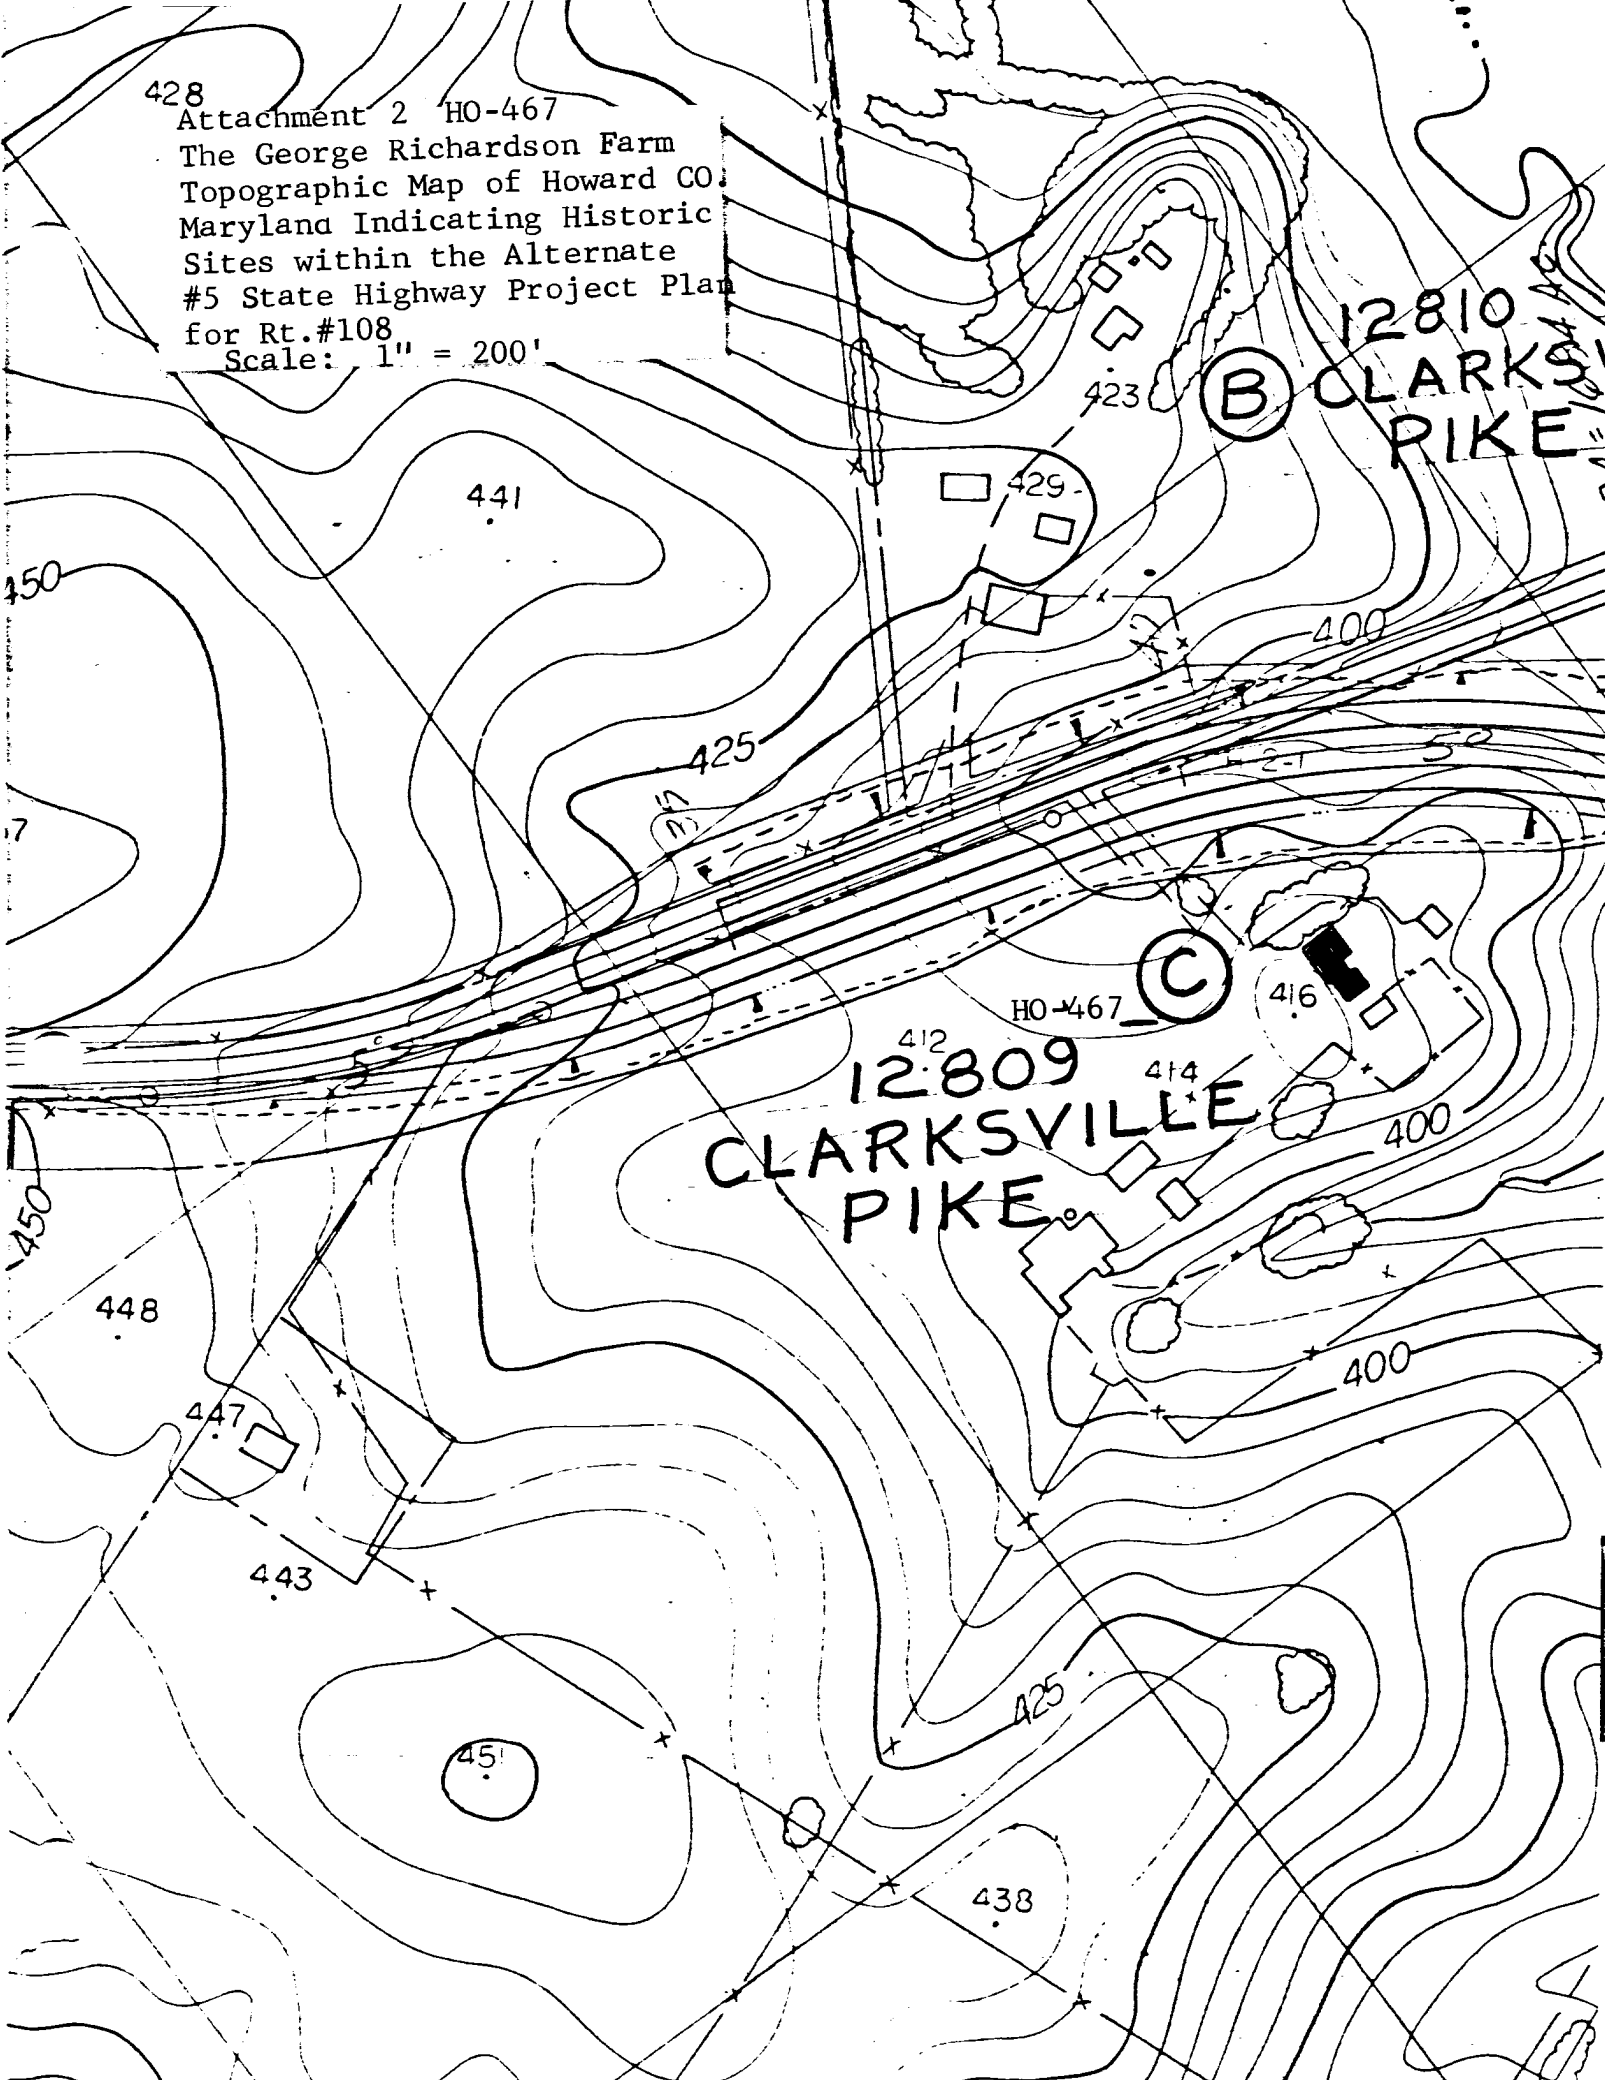 428
Attachment 2 HO-467
The George Richardson Farm
Topographic Map of Howard CO.
Maryland Indicating Historic
Sites within the Alternate
#5 State Highway Project Plan
for Rt.#108
Scale: 1" = 200'
12810
B CLARKSV
PIKE
423
441
429
450
400
425
50
7
C
HO-467
416
412
12809
CLARKSVILLE
PIKE
414
400
450
448
400
447
443
425
451
438